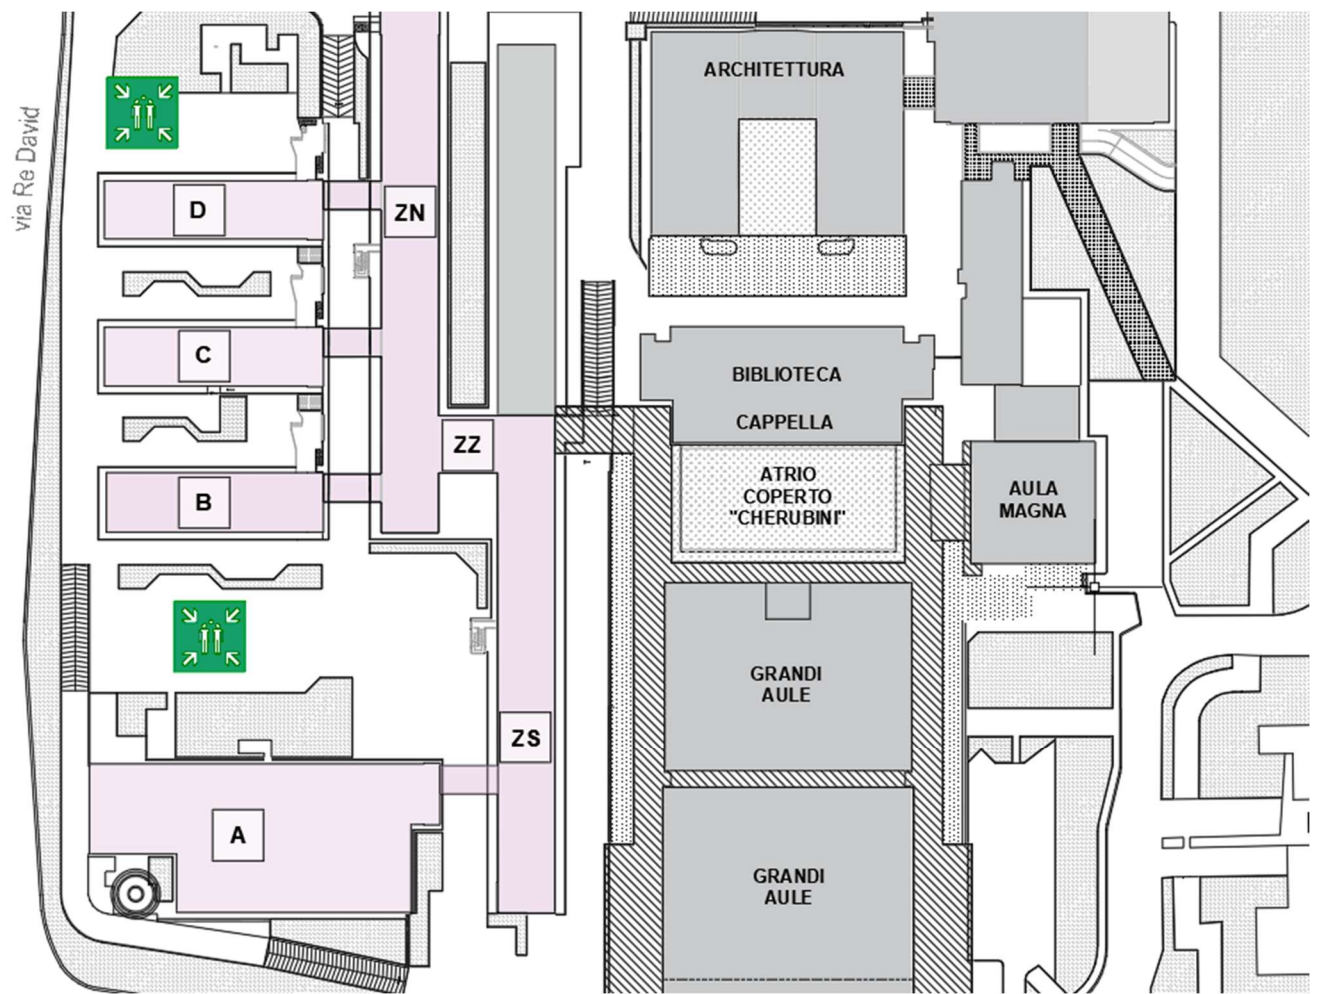 ARCHITETTURA
via Re David
D
ZN
C
BIBLIOTECA
CAPPELLA
ZZ
ATRIO
COPERTO
"CHERUBINI"
AULA
MAGNA
B
GRANDI
AULE
ZS
A
GRANDI
AULE